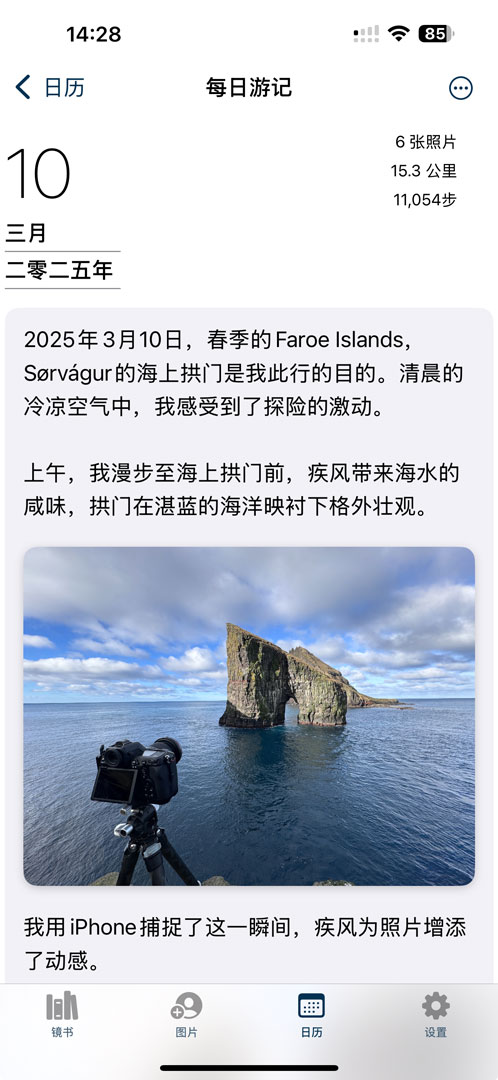 14:28
85
日历
每日游记
6 张照片
15.3 公里
11,054步
10
三月
二零二五年
2025年3月10日，春季的Faroe Islands，
Sørvágur的海上拱门是我此行的目的。清晨的
冷凉空气中，我感受到了探险的激动。
上午，我漫步至海上拱门前，疾风带来海水的
咸味，拱门在湛蓝的海洋映衬下格外壮观。
我用iPhone捕捉了这一瞬间，疾风为照片增添
了动感。
镜书
图片
日历
设置